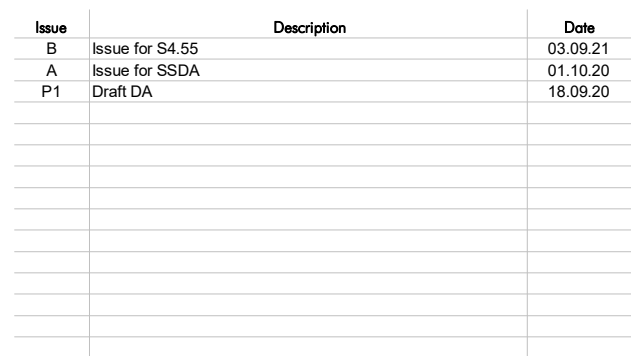 Issue Description Date
B Issue for S4.55 03.09.21
A Issue for SSDA 01.10.20
P1 Draft DA 18.09.20